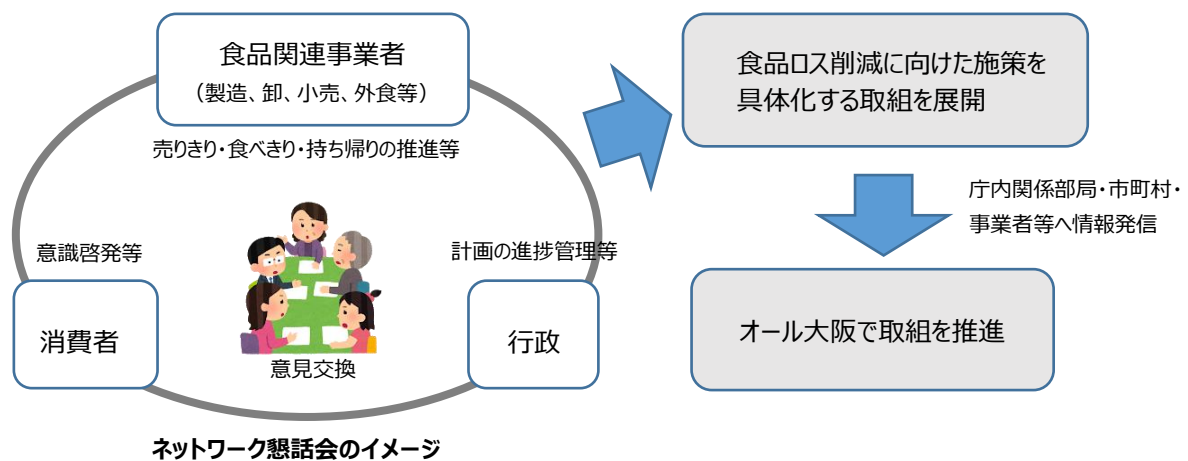 食品関連事業者
（製造、卸、小売、外食等）
売りきり・食べきり・持ち帰りの推進等
意識啓発等
計画の進捗管理等
消費者
行政
意見交換
ネットワーク懇話会のイメージ
食品ロス削減に向けた施策を
具体化する取組を展開
庁内関係部局・市町村・
事業者等へ情報発信
オール大阪で取組を推進